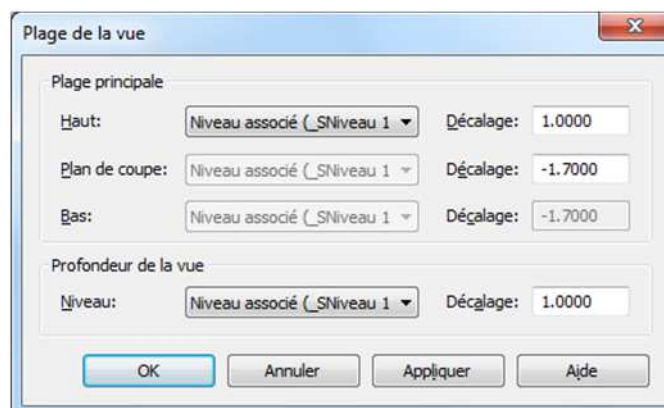 Plage de la vue
Plage principale
Haut: Niveau associé (_SNiveau 1 Décalage: 1.0000
Plan de coupe: Niveau associé (_SNiveau 1 Décalage: -1.7000
Bas: Niveau associé (_SNiveau 1 Décalage: -1.7000
Profondeur de la vue
Niveau: Niveau associé (_SNiveau 1 Décalage: 1.0000
OK Annuler Appliquer Aide